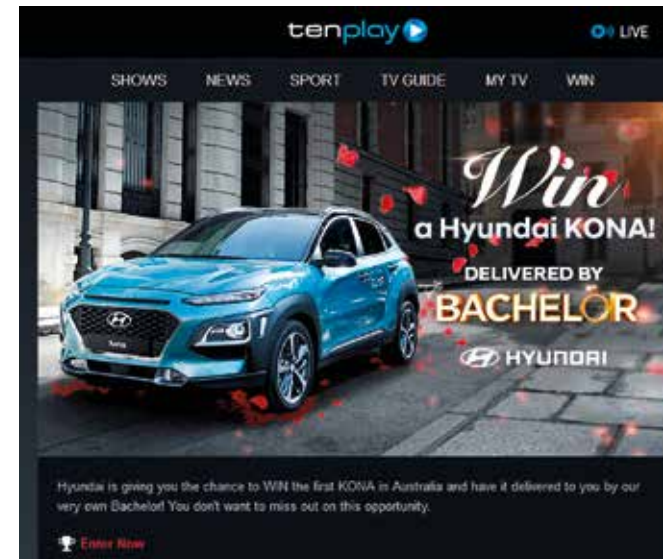 tenplay
LIVE
SHOWS NEWS SPORT TV GUIDE MY TV WIN
Win
a Hyundai KONA!
DELIVERED BY
BACHELOR
HYUNDAI
Hyundai is giving you the chance to WIN the first KONA in Australia and have it delivered to you by our
very own Bachelor! You don't want to miss out on this opportunity.
Enter Now